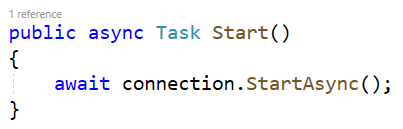 1 reference
public async Task Start()
{
    await connection.StartAsync();
}